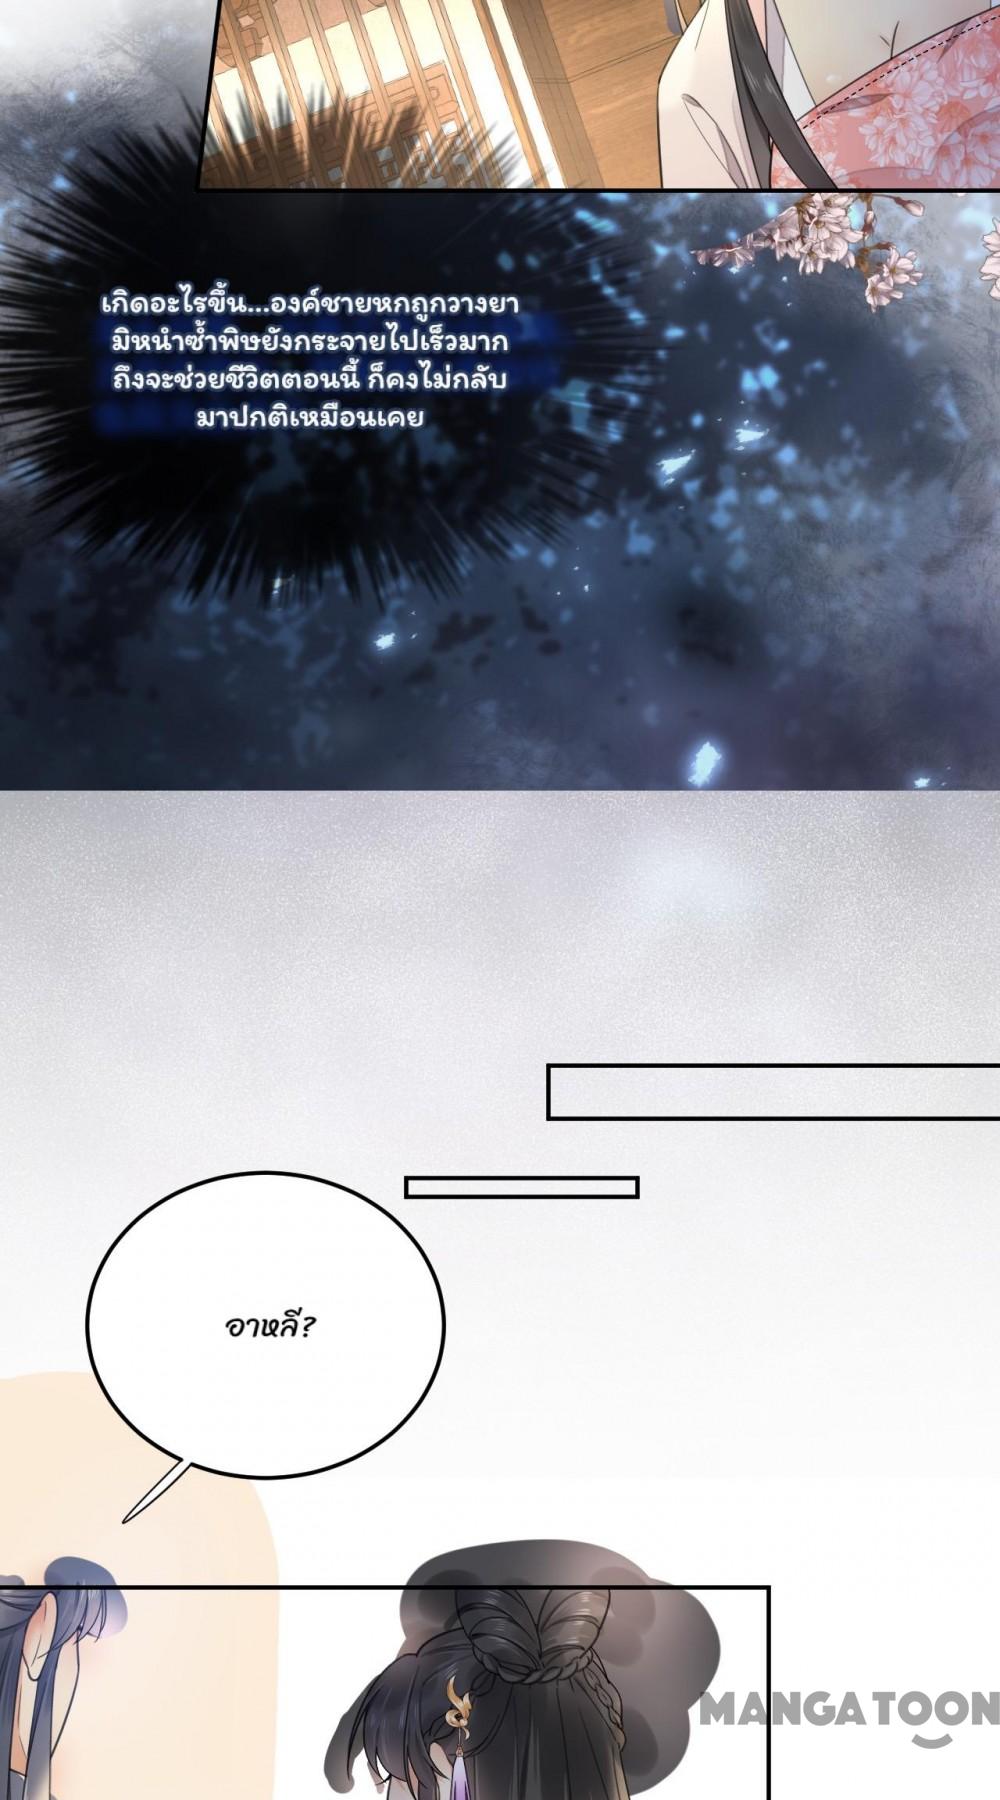 เกิดอะไรขึ้น...องค์ชายหกถูกวางยา
มิหนำซ้ำพิษยังกระจายไปเร็วมาก
ถึงจะช่วยชีวิตตอนนี้ ก็คงไม่กลับ
มาปกติเหมือนเคย
อาหลี?
MANGATOON